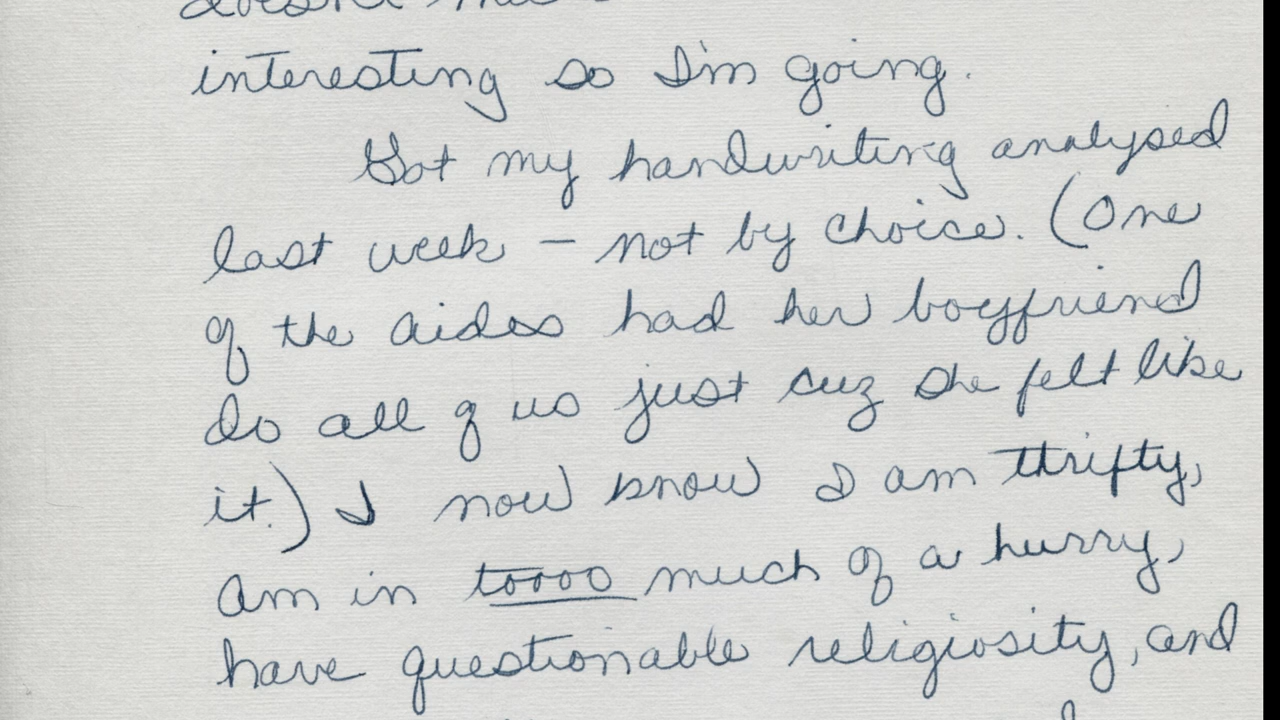 doesn't
interesting so I'm going.
Got my handwriting analysed
last week – not by choice. (One
of the aides had her boyfriend
do all of us just cuz she felt like
it.) I now know I am thrifty,
am in toooo much of a hurry,
have questionable religiosity, and